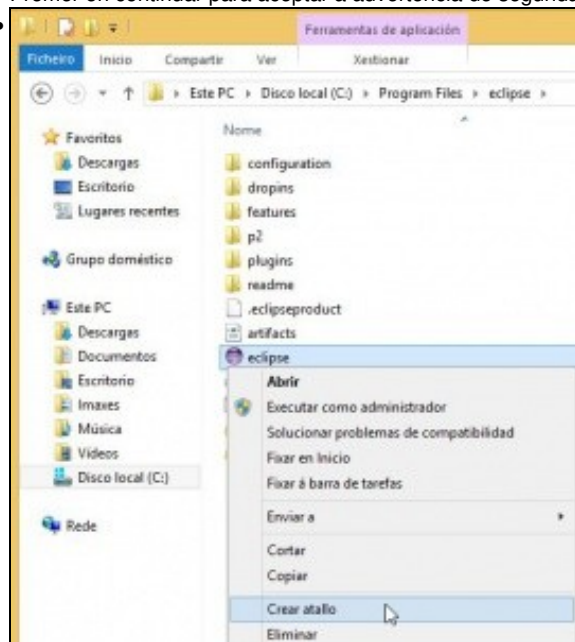 Premer en continuar para aceptar a advertencia de segurida
Ferramentas de aplicación
Ficheiro Inicio Compartir Ver Xestionar
Este PC Disco local (C:) Program Files eclipse
Nome
Favoritos
Descargas
Escritorio
Lugares recentes
Grupo doméstico
Este PC
Descargas
Documentos
Escritorio
Imaxes
Música
Vídeos
Disco local (C:)
Rede
configuration
dropins
features
p2
plugins
readme
.eclipseproduct
artifacts
eclipse
Abrir
Executar como administrador
Solucionar problemas de compatibilidad
Fixar en Inicio
Fixar á barra de tarefas
Enviar a
Cortar
Copiar
Crear atallo
Eliminar